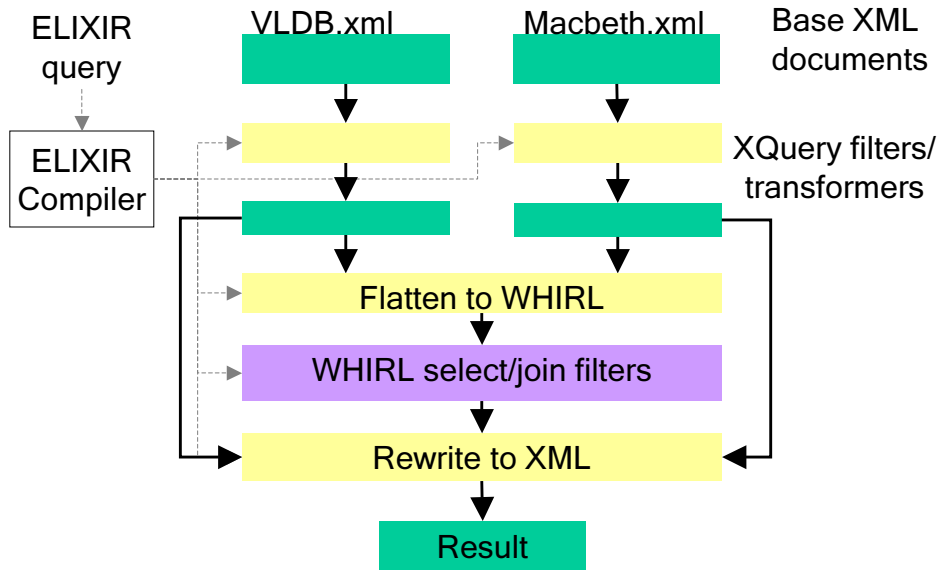 ELIXIR
query
VLDB.xml
Macbeth.xml
Base XML
documents
ELIXIR
Compiler
XQuery filters/
transformers
Flatten to WHIRL
WHIRL select/join filters
Rewrite to XML
Result